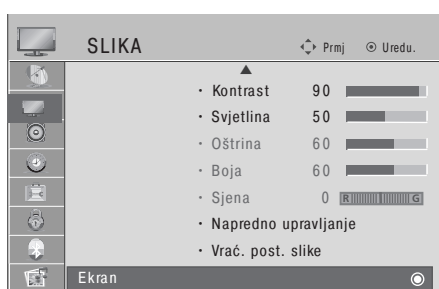 SLIKA Prmj Uredu.
• Kontrast 90
• Svjetlina 50
• Oštrina 60
• Boja 60
• Sjena 0 R G
• Napredno upravljanje
• Vrać. post. slike
Ekran